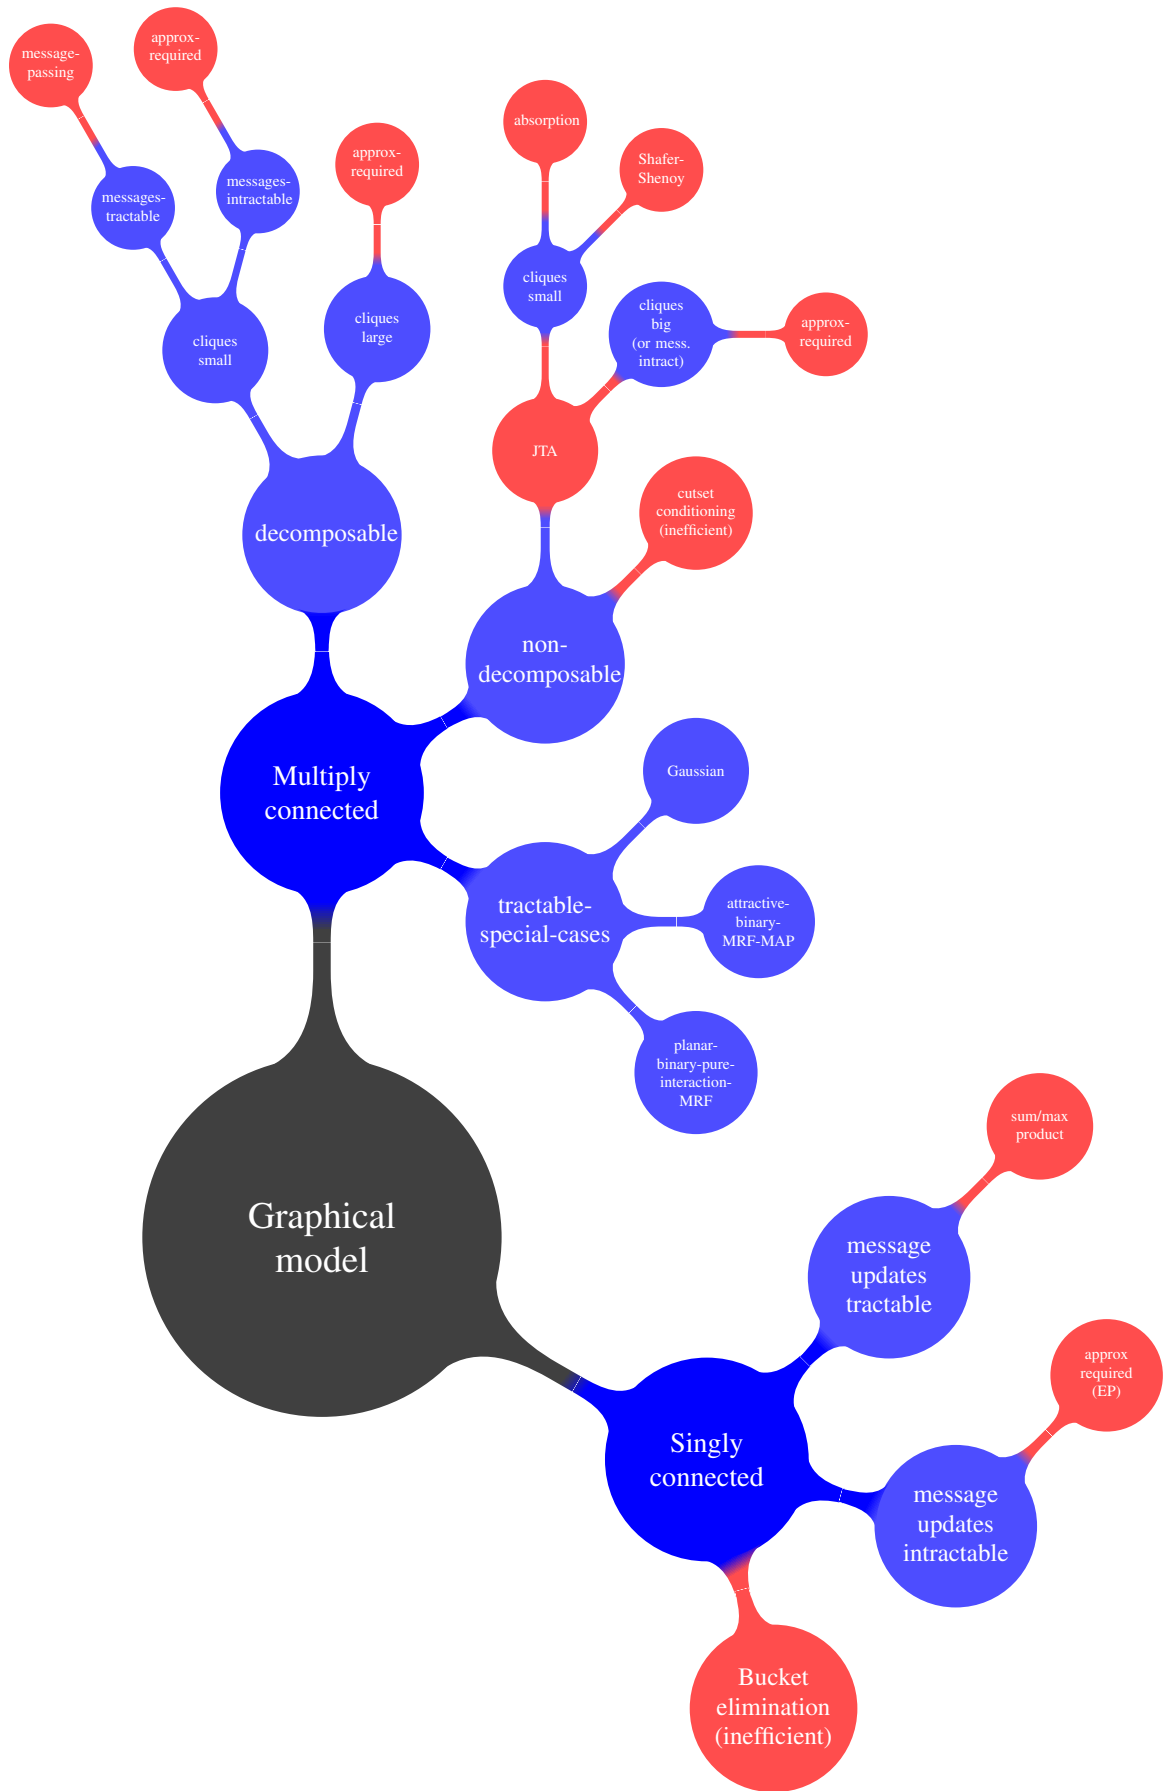 message-
passing
approx-
required
messages-
tractable
messages-
intractable
approx-
required
cliques
small
cliques
large
decomposable
absorption
Shafer-
Shenoy
cliques
small
cliques
big
(or mess.
intract)
approx-
required
JTA
cutset
conditioning
(inefficient)
non-
decomposable
Multiply
connected
Gaussian
tractable-
special-cases
attractive-
binary-
MRF-MAP
planar-
binary-pure-
interaction-
MRF
Graphical
model
sum/max
product
message
updates
tractable
approx
required
(EP)
Singly
connected
message
updates
intractable
Bucket
elimination
(inefficient)